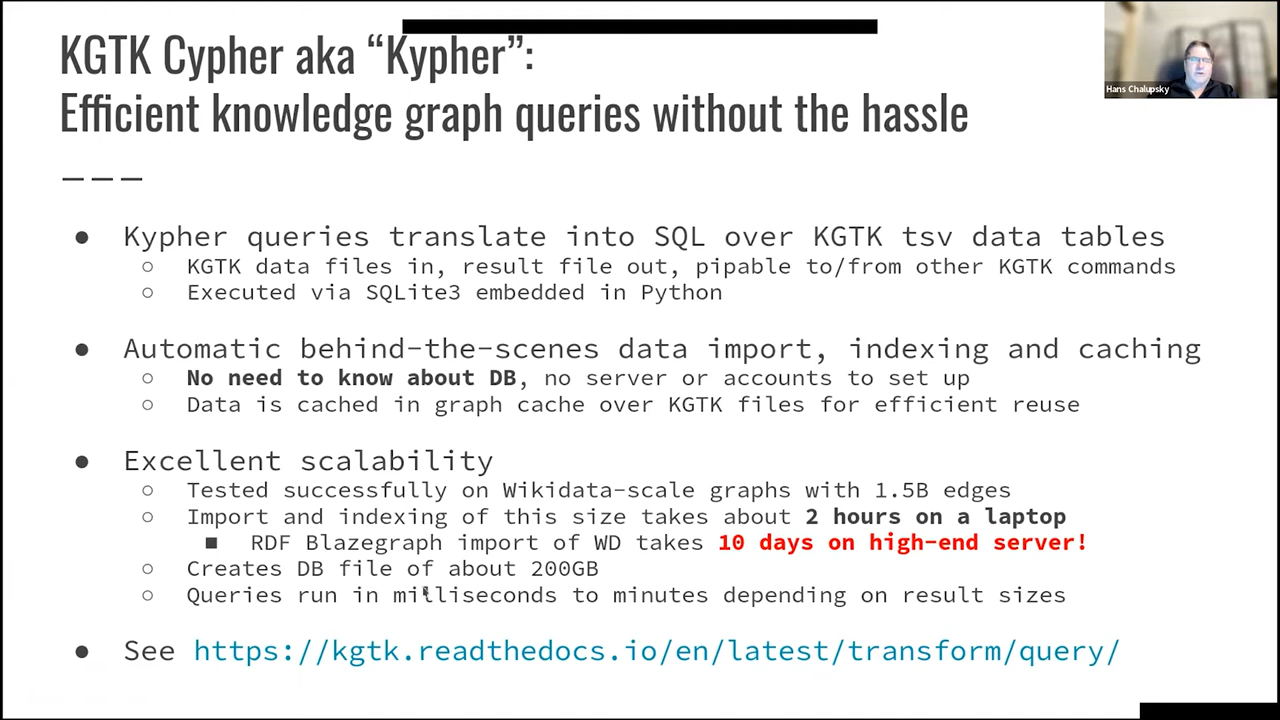 KGTK Cypher aka “Kypher”:
Efficient knowledge graph queries without the hassle
Hans Chalupsky
● Kypher queries translate into SQL over KGTK tsv data tables
○ KGTK data files in, result file out, pipable to/from other KGTK commands
○ Executed via SQLite3 embedded in Python
● Automatic behind-the-scenes data import, indexing and caching
○ No need to know about DB, no server or accounts to set up
○ Data is cached in graph cache over KGTK files for efficient reuse
● Excellent scalability
○ Tested successfully on Wikidata-scale graphs with 1.5B edges
○ Import and indexing of this size takes about 2 hours on a laptop
■ RDF Blazegraph import of WD takes 10 days on high-end server!
○ Creates DB file of about 200GB
○ Queries run in milliseconds to minutes depending on result sizes
● See https://kgtk.readthedocs.io/en/latest/transform/query/